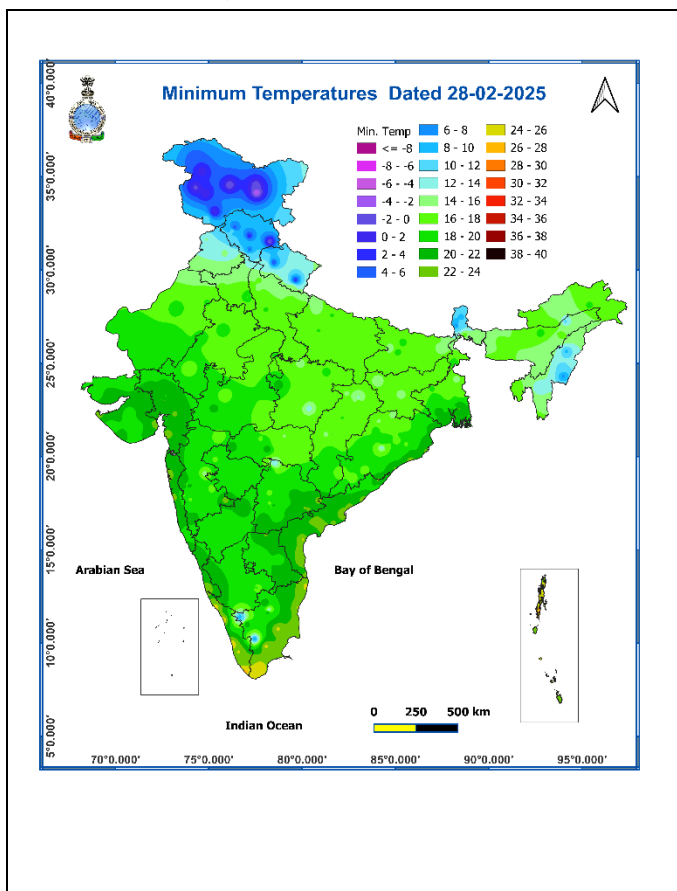 Minimum Temperatures Dated 28-02-2025
Min. Temp
<= -8
-8 - -6
-6 - -4
-4 - -2
-2 - 0
0 - 2
2 - 4
4 - 6
6 - 8
8 - 10
10 - 12
12 - 14
14 - 16
16 - 18
18 - 20
20 - 22
22 - 24
24 - 26
26 - 28
28 - 30
30 - 32
32 - 34
34 - 36
36 - 38
38 - 40
40°0.000'
35°0.000'
30°0.000'
25°0.000'
20°0.000'
15°0.000'
10°0.000'
5°0.000'
Arabian Sea
Bay of Bengal
Indian Ocean
0 250 500 km
70°0.000' 75°0.000' 80°0.000' 85°0.000' 90°0.000' 95°0.000'